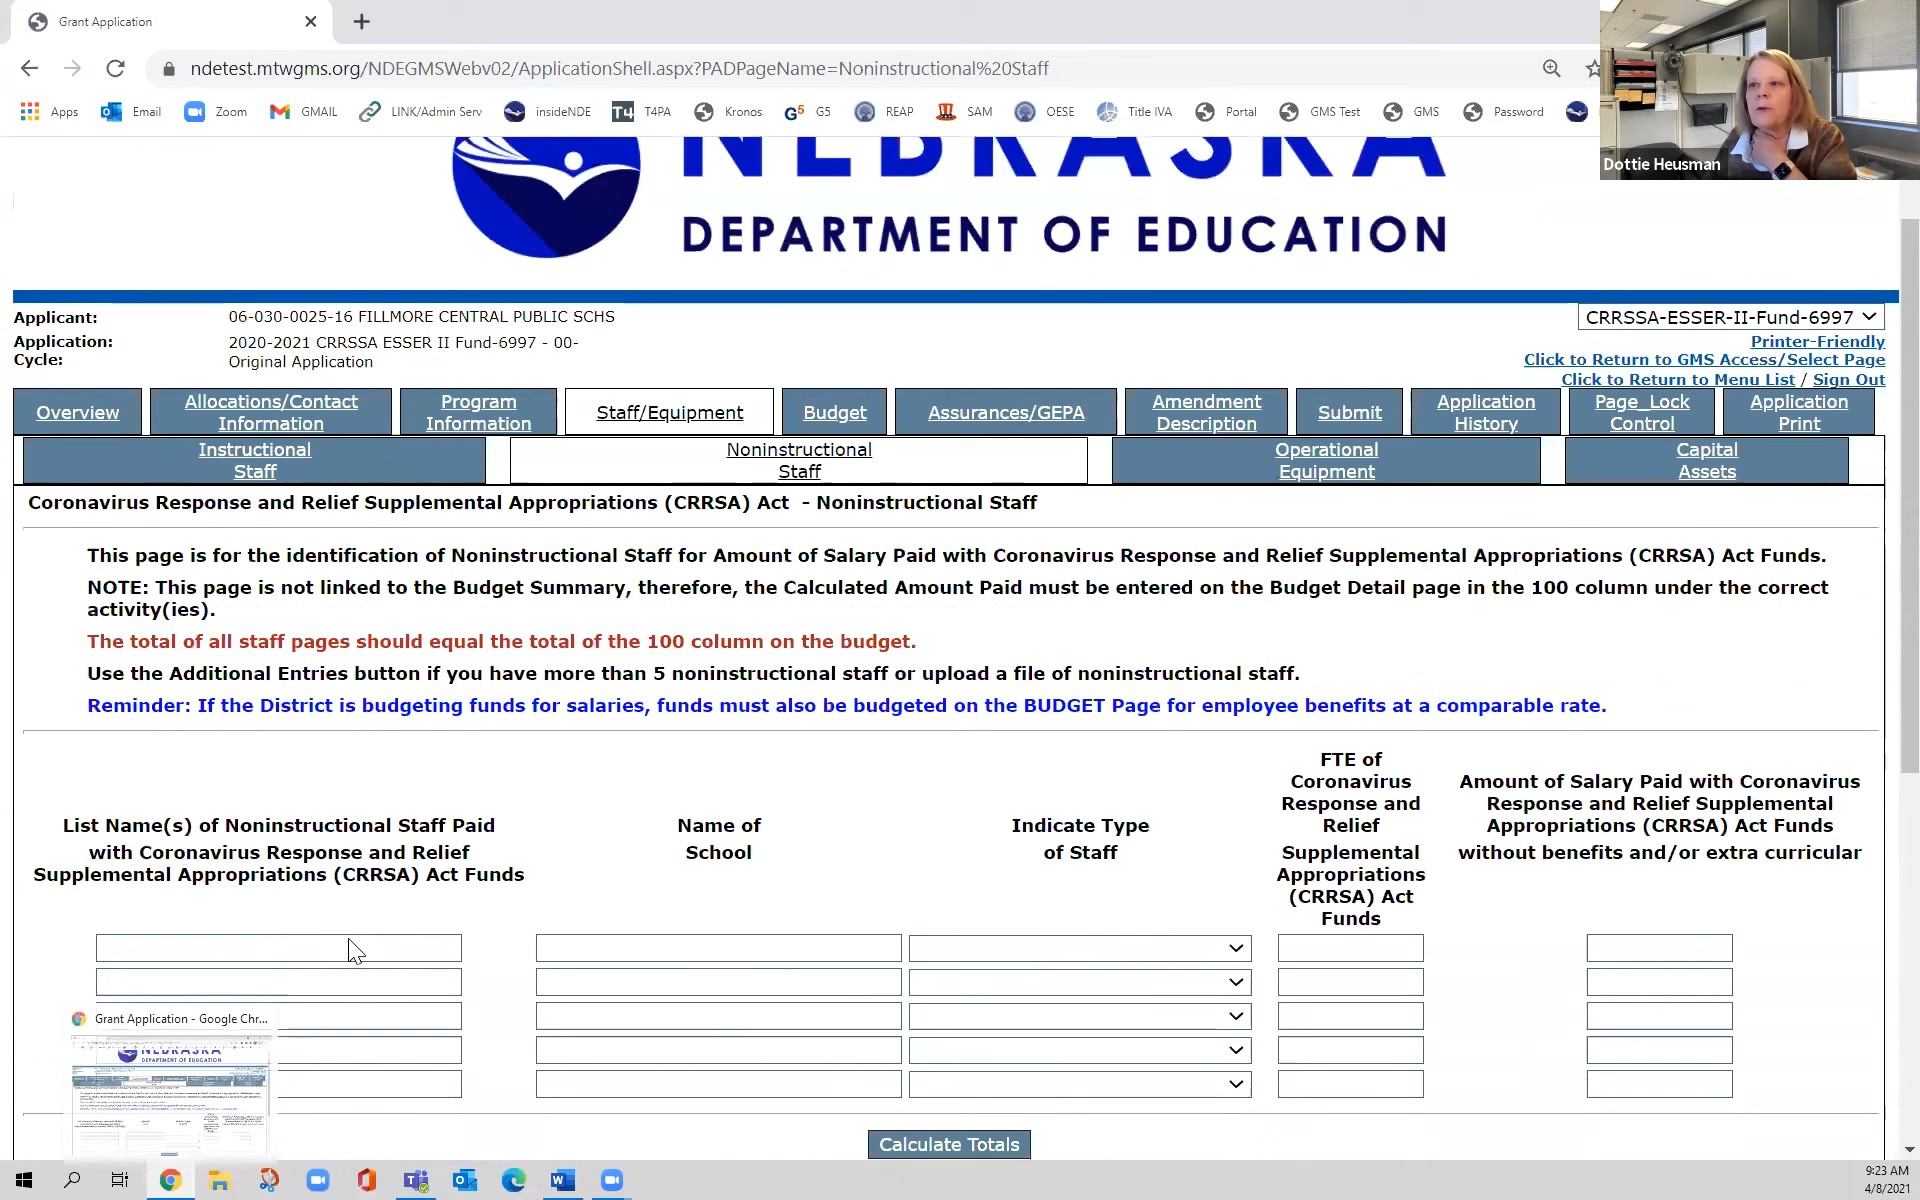 Grant Application
ndetest.mtwgms.org/NDEGMSWebv02/ApplicationShell.aspx?PADPageName=Noninstructional%20Staff
Apps Email Zoom GMAIL LINK/Admin Serv insideNDE T4PA Kronos G5 REAP SAM OESE Title IVA Portal GMS Test GMS Password
Dottie Heusman
NEBRASKA
DEPARTMENT OF EDUCATION
Applicant: 06-030-0025-16 FILLMORE CENTRAL PUBLIC SCHS
CRRSSA-ESSER-II-Fund-6997
Application: 2020-2021 CRRSSA ESSER II Fund-6997 - 00-
Cycle: Original Application
Printer-Friendly
Click to Return to GMS Access/Select Page
Click to Return to Menu List / Sign Out
Overview
Allocations/Contact
Information
Program
Information
Staff/Equipment
Budget
Assurances/GEPA
Amendment
Description
Submit
Application
History
Page_Lock
Control
Application
Print
Instructional
Staff
Noninstructional
Staff
Operational
Equipment
Capital
Assets
Coronavirus Response and Relief Supplemental Appropriations (CRRSA) Act - Noninstructional Staff
This page is for the identification of Noninstructional Staff for Amount of Salary Paid with Coronavirus Response and Relief Supplemental Appropriations (CRRSA) Act Funds.
NOTE: This page is not linked to the Budget Summary, therefore, the Calculated Amount Paid must be entered on the Budget Detail page in the 100 column under the correct
activity(ies).
The total of all staff pages should equal the total of the 100 column on the budget.
Use the Additional Entries button if you have more than 5 noninstructional staff or upload a file of noninstructional staff.
Reminder: If the District is budgeting funds for salaries, funds must also be budgeted on the BUDGET Page for employee benefits at a comparable rate.
List Name(s) of Noninstructional Staff Paid
with Coronavirus Response and Relief
Supplemental Appropriations (CRRSA) Act Funds
Name of
School
Indicate Type
of Staff
FTE of
Coronavirus
Response and
Relief
Supplemental
Appropriations
(CRRSA) Act
Funds
Amount of Salary Paid with Coronavirus
Response and Relief Supplemental
Appropriations (CRRSA) Act Funds
without benefits and/or extra curricular
Grant Application - Google Chr...
NEBRASKA
DEPARTMENT OF EDUCATION
Calculate Totals
9:23 AM
4/8/2021